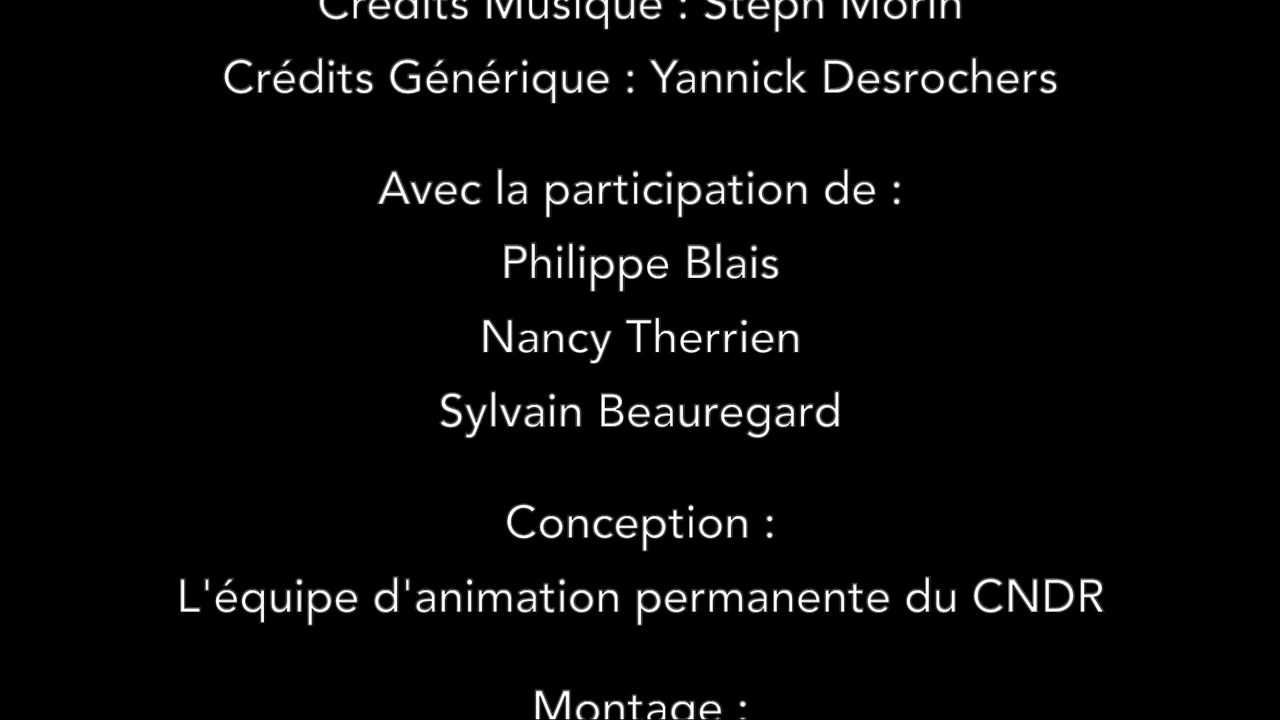 Crédits Musique : Steph Morin
Crédits Générique : Yannick Desrochers
Avec la participation de :
Philippe Blais
Nancy Therrien
Sylvain Beauregard
Conception :
L'équipe d'animation permanente du CNDR
Montage :